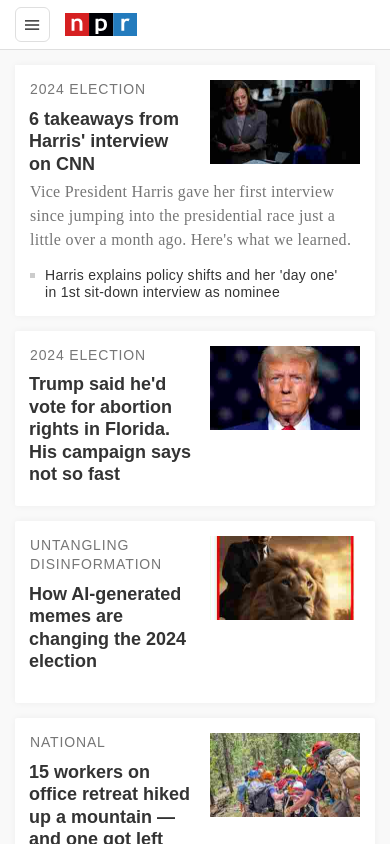 npr
2024 ELECTION
6 takeaways from
Harris' interview
on CNN
Vice President Harris gave her first interview
since jumping into the presidential race just a
little over a month ago. Here's what we learned.
Harris explains policy shifts and her 'day one'
in 1st sit-down interview as nominee
2024 ELECTION
Trump said he'd
vote for abortion
rights in Florida.
His campaign says
not so fast
UNTANGLING
DISINFORMATION
How AI-generated
memes are
changing the 2024
election
NATIONAL
15 workers on
office retreat hiked
up a mountain —
and one got left